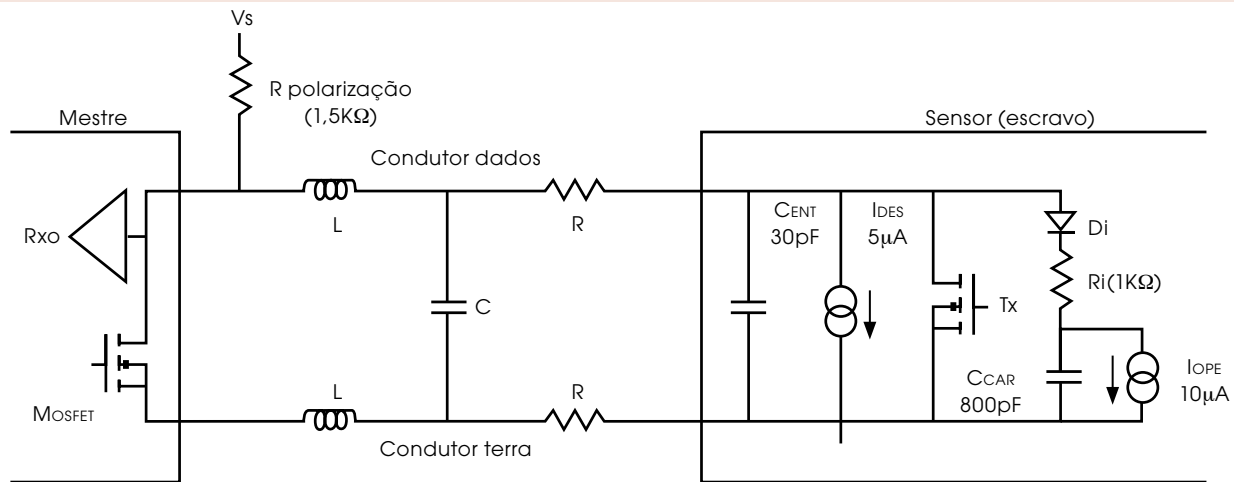 Vs
R polarização
(1,5KΩ)
Mestre
Sensor (escravo)
Condutor dados
L
R
CENT
30pF
IDES
5µA
Di
Rxo
Ri(1KΩ)
C
Tx
L
R
CCAR
800pF
IOPE
10µA
MOSFET
Condutor terra